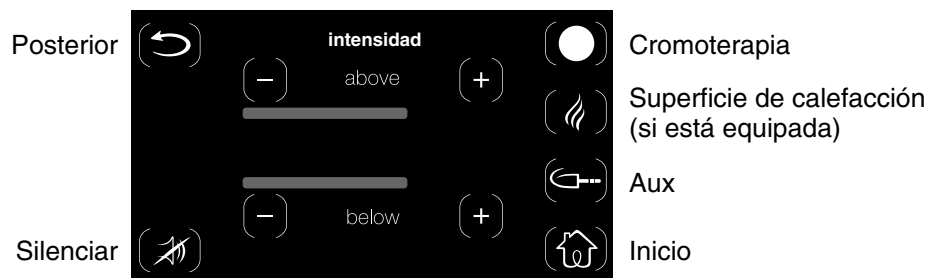 Posterior
intensidad
− above +
− below +
Silenciar
Cromoterapia
Superficie de calefacción
(si está equipada)
Aux
Inicio